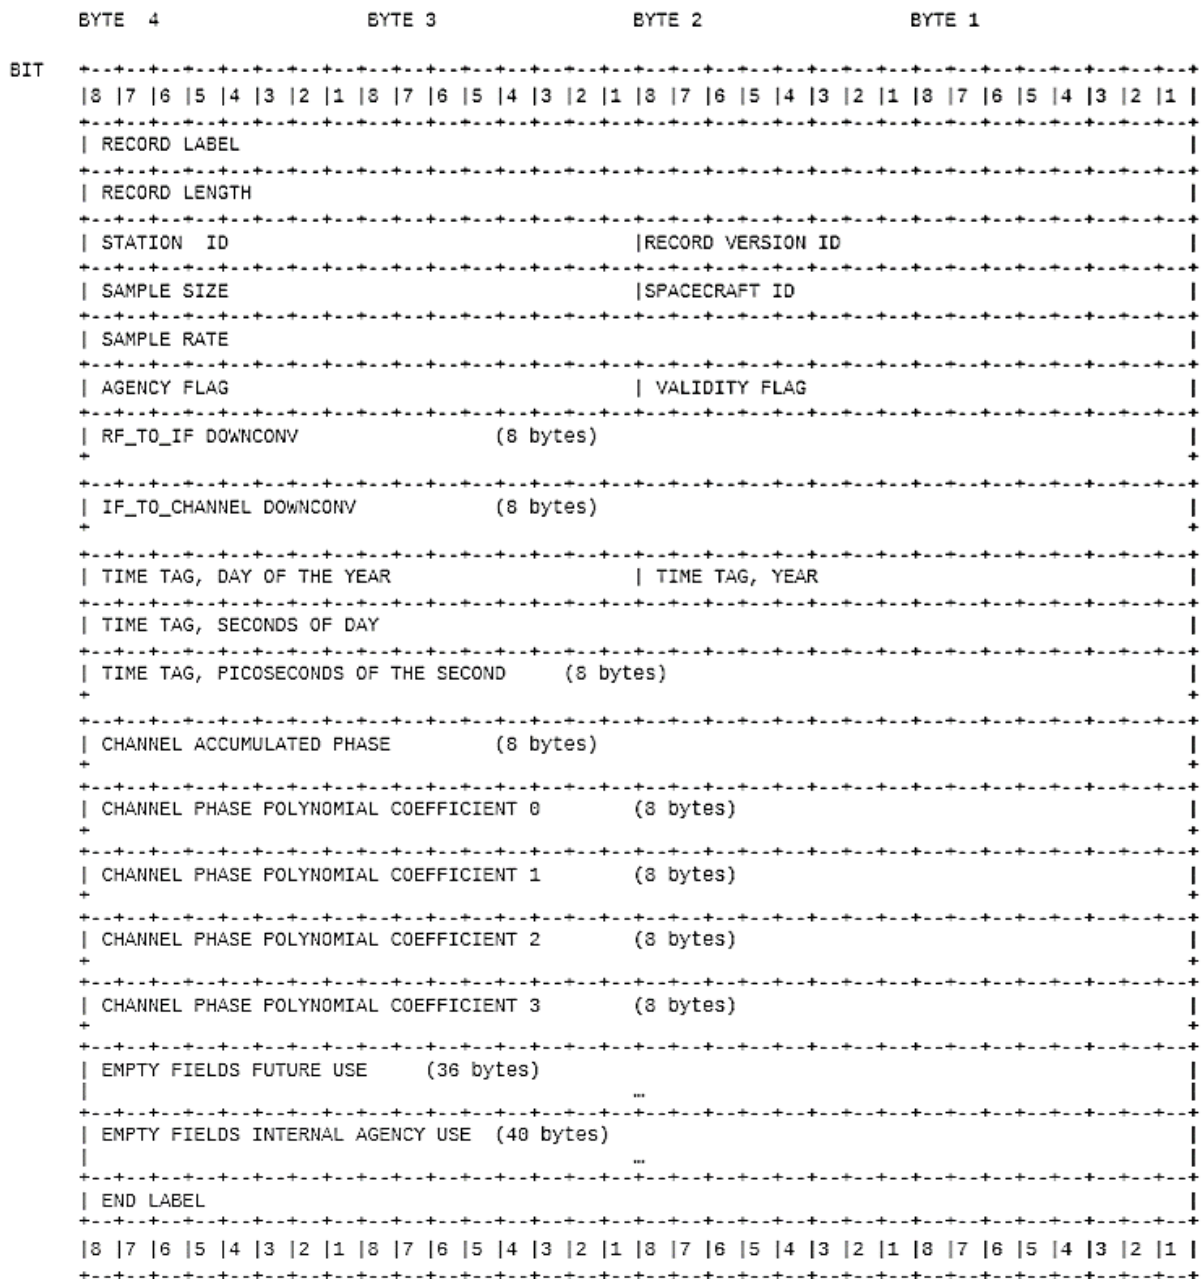 BYTE 4 BYTE 3 BYTE 2 BYTE 1
BIT +--+--+--+--+--+--+--+--+--+--+--+--+--+--+--+--+--+--+--+--+--+--+--+--+--+--+--+--+--+--+--+--+
|8 |7 |6 |5 |4 |3 |2 |1 |8 |7 |6 |5 |4 |3 |2 |1 |8 |7 |6 |5 |4 |3 |2 |1 |8 |7 |6 |5 |4 |3 |2 |1 |
+--+--+--+--+--+--+--+--+--+--+--+--+--+--+--+--+--+--+--+--+--+--+--+--+--+--+--+--+--+--+--+--+
| RECORD LABEL |
+--+--+--+--+--+--+--+--+--+--+--+--+--+--+--+--+--+--+--+--+--+--+--+--+--+--+--+--+--+--+--+--+
| RECORD LENGTH |
+--+--+--+--+--+--+--+--+--+--+--+--+--+--+--+--+--+--+--+--+--+--+--+--+--+--+--+--+--+--+--+--+
| STATION ID |RECORD VERSION ID |
+--+--+--+--+--+--+--+--+--+--+--+--+--+--+--+--+--+--+--+--+--+--+--+--+--+--+--+--+--+--+--+--+
| SAMPLE SIZE |SPACECRAFT ID |
+--+--+--+--+--+--+--+--+--+--+--+--+--+--+--+--+--+--+--+--+--+--+--+--+--+--+--+--+--+--+--+--+
| SAMPLE RATE |
+--+--+--+--+--+--+--+--+--+--+--+--+--+--+--+--+--+--+--+--+--+--+--+--+--+--+--+--+--+--+--+--+
| AGENCY FLAG | VALIDITY FLAG |
+--+--+--+--+--+--+--+--+--+--+--+--+--+--+--+--+--+--+--+--+--+--+--+--+--+--+--+--+--+--+--+--+
| RF_TO_IF DOWNCONV (8 bytes) |
+ +
+--+--+--+--+--+--+--+--+--+--+--+--+--+--+--+--+--+--+--+--+--+--+--+--+--+--+--+--+--+--+--+--+
| IF_TO_CHANNEL DOWNCONV (8 bytes) |
+ +
+--+--+--+--+--+--+--+--+--+--+--+--+--+--+--+--+--+--+--+--+--+--+--+--+--+--+--+--+--+--+--+--+
| TIME TAG, DAY OF THE YEAR | TIME TAG, YEAR |
+--+--+--+--+--+--+--+--+--+--+--+--+--+--+--+--+--+--+--+--+--+--+--+--+--+--+--+--+--+--+--+--+
| TIME TAG, SECONDS OF DAY |
+--+--+--+--+--+--+--+--+--+--+--+--+--+--+--+--+--+--+--+--+--+--+--+--+--+--+--+--+--+--+--+--+
| TIME TAG, PICOSECONDS OF THE SECOND (8 bytes) |
+ +
+--+--+--+--+--+--+--+--+--+--+--+--+--+--+--+--+--+--+--+--+--+--+--+--+--+--+--+--+--+--+--+--+
| CHANNEL ACCUMULATED PHASE (8 bytes) |
+ +
+--+--+--+--+--+--+--+--+--+--+--+--+--+--+--+--+--+--+--+--+--+--+--+--+--+--+--+--+--+--+--+--+
| CHANNEL PHASE POLYNOMIAL COEFFICIENT 0 (8 bytes) |
+ +
+--+--+--+--+--+--+--+--+--+--+--+--+--+--+--+--+--+--+--+--+--+--+--+--+--+--+--+--+--+--+--+--+
| CHANNEL PHASE POLYNOMIAL COEFFICIENT 1 (8 bytes) |
+ +
+--+--+--+--+--+--+--+--+--+--+--+--+--+--+--+--+--+--+--+--+--+--+--+--+--+--+--+--+--+--+--+--+
| CHANNEL PHASE POLYNOMIAL COEFFICIENT 2 (8 bytes) |
+ +
+--+--+--+--+--+--+--+--+--+--+--+--+--+--+--+--+--+--+--+--+--+--+--+--+--+--+--+--+--+--+--+--+
| CHANNEL PHASE POLYNOMIAL COEFFICIENT 3 (8 bytes) |
+ +
+--+--+--+--+--+--+--+--+--+--+--+--+--+--+--+--+--+--+--+--+--+--+--+--+--+--+--+--+--+--+--+--+
| EMPTY FIELDS FUTURE USE (36 bytes) |
| … |
+--+--+--+--+--+--+--+--+--+--+--+--+--+--+--+--+--+--+--+--+--+--+--+--+--+--+--+--+--+--+--+--+
| EMPTY FIELDS INTERNAL AGENCY USE (40 bytes) |
| … |
+--+--+--+--+--+--+--+--+--+--+--+--+--+--+--+--+--+--+--+--+--+--+--+--+--+--+--+--+--+--+--+--+
| END LABEL |
+--+--+--+--+--+--+--+--+--+--+--+--+--+--+--+--+--+--+--+--+--+--+--+--+--+--+--+--+--+--+--+--+
|8 |7 |6 |5 |4 |3 |2 |1 |8 |7 |6 |5 |4 |3 |2 |1 |8 |7 |6 |5 |4 |3 |2 |1 |8 |7 |6 |5 |4 |3 |2 |1 |
+--+--+--+--+--+--+--+--+--+--+--+--+--+--+--+--+--+--+--+--+--+--+--+--+--+--+--+--+--+--+--+--+